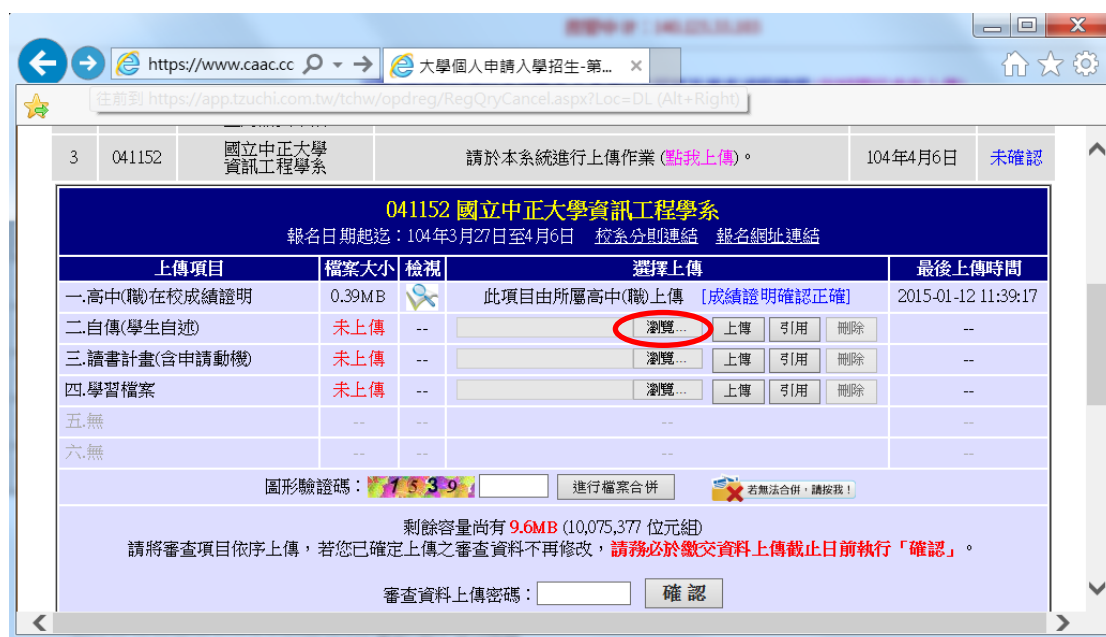 https://www.caac.cc
大學個人申請入學招生-第...
往前到 https://app.tzuchi.com.tw/tchw/opdreg/RegQryCancel.aspx?Loc=DL (Alt+Right)
3 041152 國立中正大學 資訊工程學系 請於本系統進行上傳作業 (點我上傳)。 104年4月6日 未確認
041152 國立中正大學資訊工程學系
報名日期起迄：104年3月27日至4月6日 校系分則連結 報名網址連結
上傳項目 檔案大小 檢視 選擇上傳 最後上傳時間
一.高中(職)在校成績證明 0.39MB 此項目由所屬高中(職)上傳 [成績證明確認正確] 2015-01-12 11:39:17
二.自傳(學生自述) 未上傳 -- 瀏覽... 上傳 引用 刪除 --
三.讀書計畫(含申請動機) 未上傳 -- 瀏覽... 上傳 引用 刪除 --
四.學習檔案 未上傳 -- 瀏覽... 上傳 引用 刪除 --
五.無 -- -- -- --
六.無 -- -- -- --
圖形驗證碼： 1539 進行檔案合併 若無法合併，請按我！
剩餘容量尚有 9.6MB (10,075,377 位元組)
請將審查項目依序上傳，若您已確定上傳之審查資料不再修改，請務必於繳交資料上傳截止日前執行「確認」。
審查資料上傳密碼： 確認